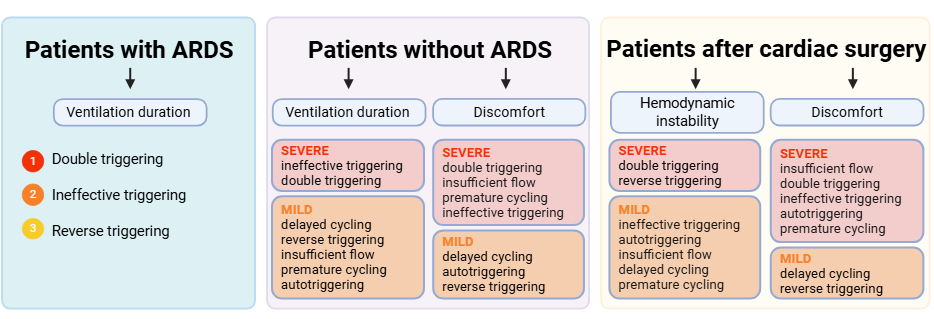 Patients with ARDS
Ventilation duration
1 Double triggering
2 Ineffective triggering
3 Reverse triggering
Patients without ARDS
Ventilation duration
SEVERE
ineffective triggering
double triggering
MILD
delayed cycling
reverse triggering
insufficient flow
premature cycling
autotriggering
Discomfort
SEVERE
double triggering
insufficient flow
premature cycling
ineffective triggering
MILD
delayed cycling
autotriggering
reverse triggering
Patients after cardiac surgery
Hemodynamic
instability
SEVERE
double triggering
reverse triggering
MILD
ineffective triggering
autotriggering
insufficient flow
delayed cycling
premature cycling
Discomfort
SEVERE
insufficient flow
double triggering
ineffective triggering
autotriggering
premature cycling
MILD
delayed cycling
reverse triggering